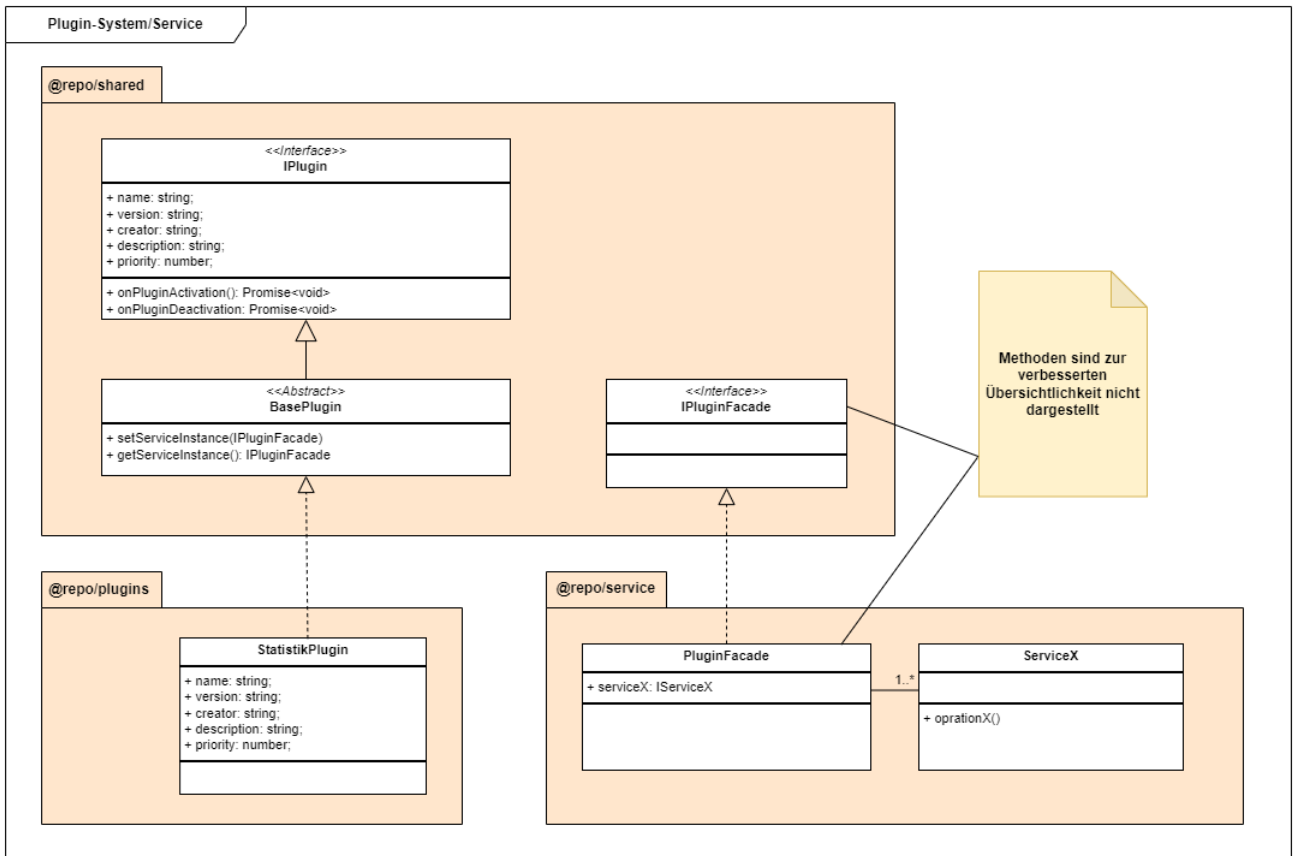 Plugin-System/Service
@repo/shared
<<Interface>>
IPlugin
+ name: string;
+ version: string;
+ creator: string;
+ description: string;
+ priority: number;
+ onPluginActivation(): Promise<void>
+ onPluginDeactivation: Promise<void>
<<Abstract>>
BasePlugin
+ setServiceInstance(IPluginFacade)
+ getServiceInstance(): IPluginFacade
<<Interface>>
IPluginFacade
Methoden sind zur
verbesserten
Übersichtlichkeit nicht
dargestellt
@repo/plugins
StatistikPlugin
+ name: string;
+ version: string;
+ creator: string;
+ description: string;
+ priority: number;
@repo/service
PluginFacade
+ serviceX: IServiceX
1..*
ServiceX
+ oprationX()